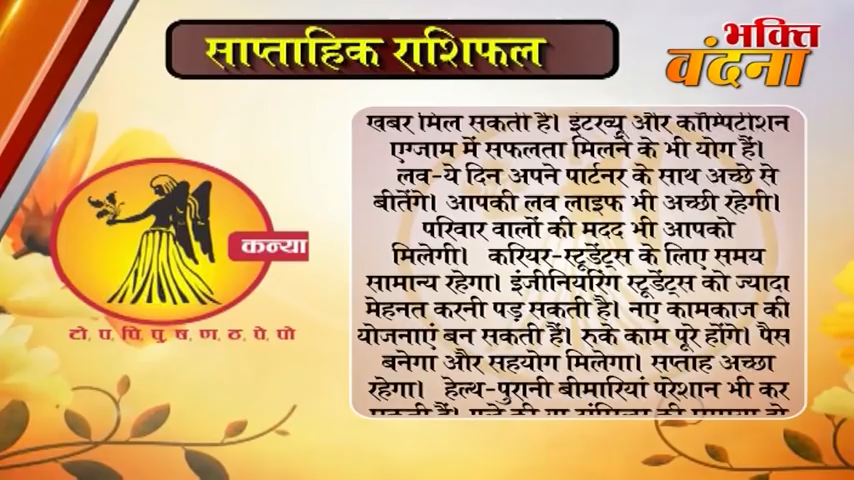 साप्ताहिक राशिफल
भक्ति
वंदना
खबर मिल सकती है। इंटरव्यू और कॉम्पिटीशन
एग्जाम में सफलता मिलने के भी योग हैं।
लव-ये दिन अपने पार्टनर के साथ अच्छे से
बीतेंगे। आपकी लव लाइफ भी अच्छी रहेगी।
परिवार वालों की मदद भी आपको
मिलेगी। करियर-स्टूडेंट्स के लिए समय
सामान्य रहेगा। इंजीनियरिंग स्टूडेंट्स को ज्यादा
मेहनत करनी पड़ सकती है। नए कामकाज की
योजनाएं बन सकती हैं। रुके काम पूरे होंगे। पैस
बनेगा और सहयोग मिलेगा। सप्ताह अच्छा
रहेगा। हेल्थ-पुरानी बीमारियां परेशान भी कर
कन्या
टो, प, पि, पु, ष, ण, ठ, पे, पो